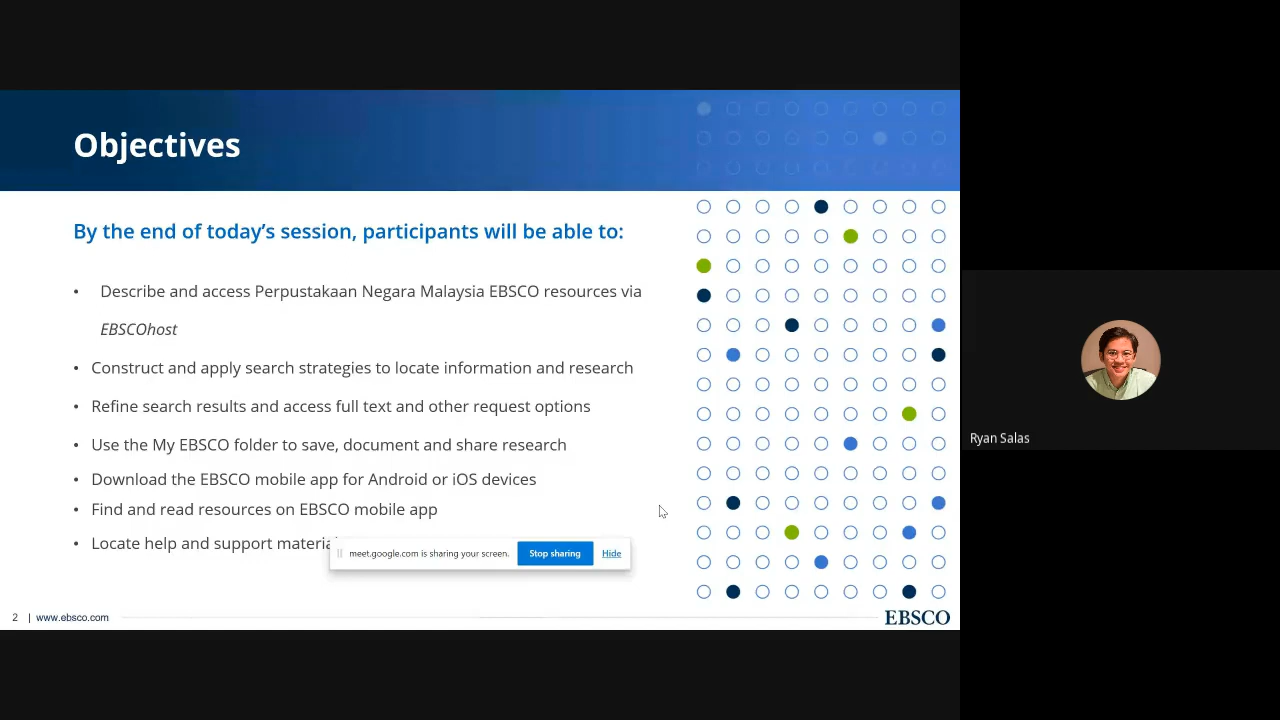 Objectives
By the end of today's session, participants will be able to:
• Describe and access Perpustakaan Negara Malaysia EBSCO resources via
EBSCOhost
• Construct and apply search strategies to locate information and research
• Refine search results and access full text and other request options
• Use the My EBSCO folder to save, document and share research
• Download the EBSCO mobile app for Android or iOS devices
• Find and read resources on EBSCO mobile app
• Locate help and support
meet.google.com is sharing your screen. Stop sharing Hide
2 | www.ebsco.com
EBSCO
Ryan Salas